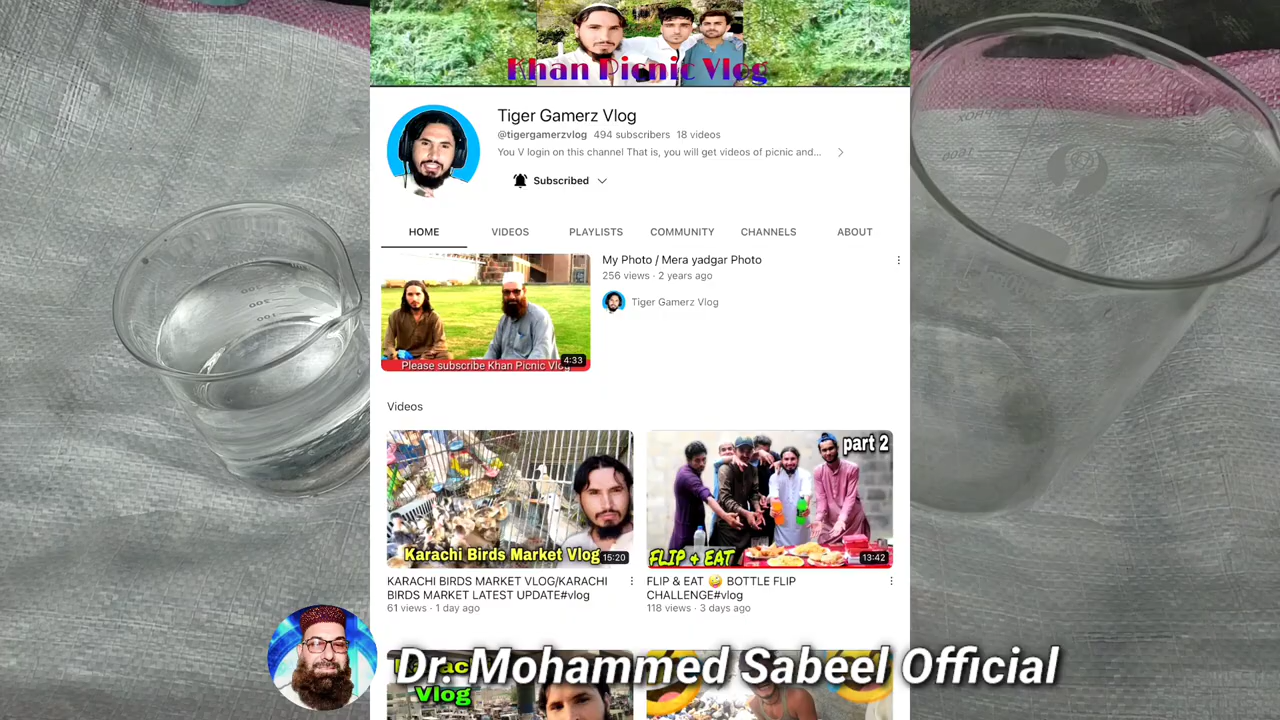 Khan Picnic Vlog
Tiger Gamerz Vlog
@tigergamerzvlog 494 subscribers 18 videos
You V login on this channel That is, you will get videos of picnic and...
Subscribed
HOME VIDEOS PLAYLISTS COMMUNITY CHANNELS ABOUT
My Photo / Mera yadgar Photo
256 views · 2 years ago
Tiger Gamerz Vlog
Please subscribe Khan Picnic Vlog
4:33
Videos
part 2
Karachi Birds Market Vlog
15:20
FLIP & EAT
13:42
KARACHI BIRDS MARKET VLOG/KARACHI
BIRDS MARKET LATEST UPDATE#vlog
61 views · 1 day ago
FLIP & EAT 🤪 BOTTLE FLIP
CHALLENGE#vlog
118 views · 3 days ago
Dr. Mohammed Sabeel Official
Vlog